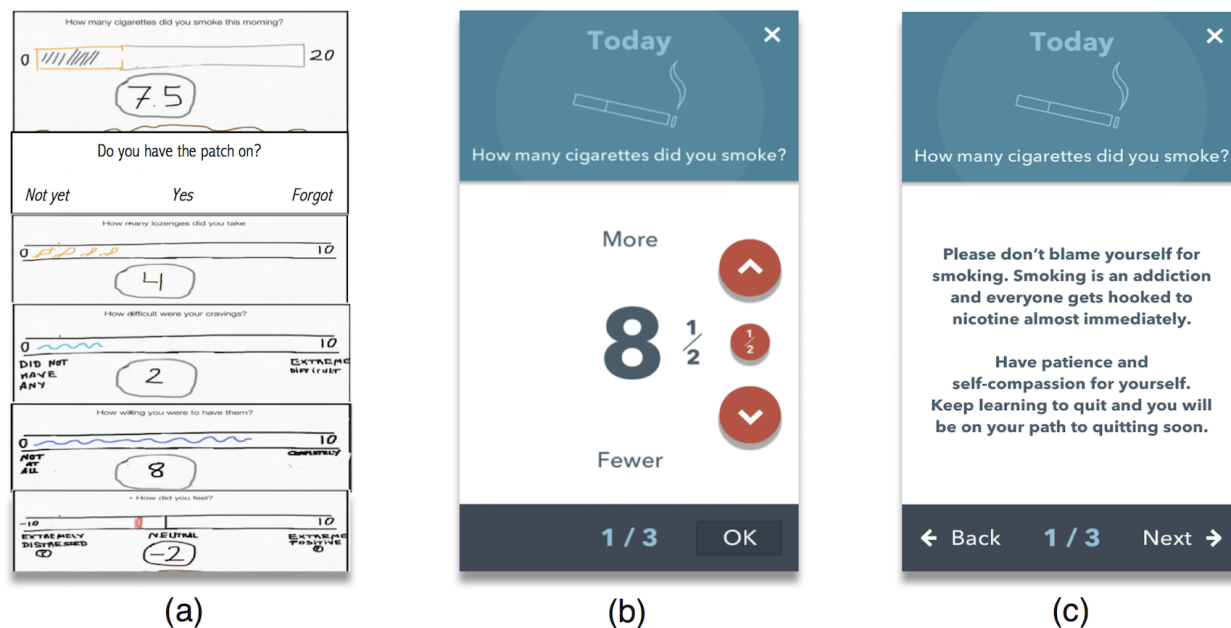 How many cigarettes did you smoke this morning?
0 20
7.5
Do you have the patch on?
Not yet Yes Forgot
How many lozenges did you take
0 10
4
How difficult were your cravings?
0 10
DID NOT HAVE ANY
EXTREME DIFFICULT
2
How willing you were to have them?
0 10
NOT AT ALL
COMPLETELY
8
- How did you feel?
-10 10
EXTREMELY DISTRESSED
NEUTRAL
EXTREME POSITIVE
-2
(a)
Today
×
How many cigarettes did you smoke?
More
8 1/2
1/2
Fewer
1 / 3 OK
(b)
Today
×
How many cigarettes did you smoke?
Please don’t blame yourself for
smoking. Smoking is an addiction
and everyone gets hooked to
nicotine almost immediately.
Have patience and
self-compassion for yourself.
Keep learning to quit and you will
be on your path to quitting soon.
← Back 1 / 3 Next →
(c)